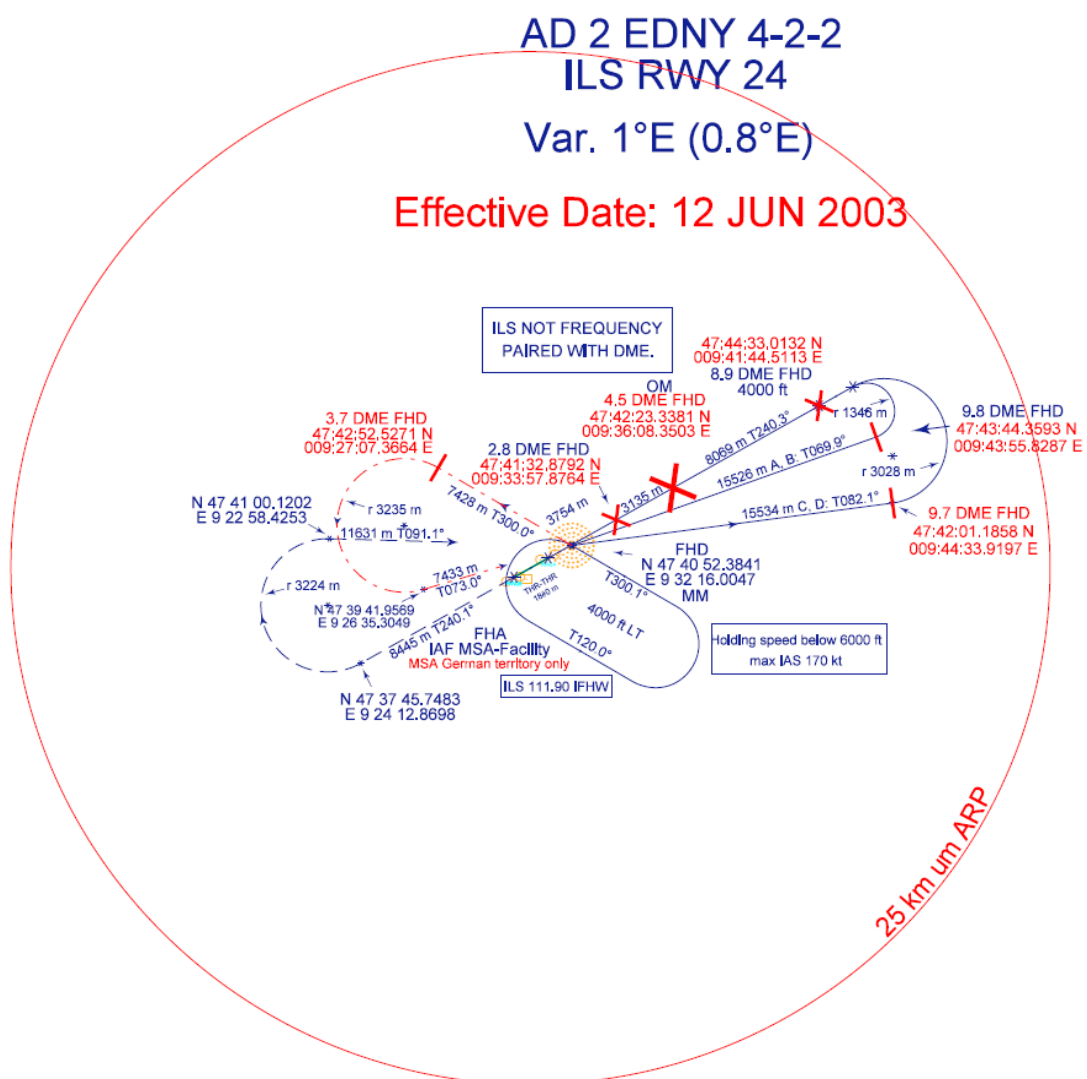 AD 2 EDNY 4-2-2
ILS RWY 24
Var. 1°E (0.8°E)
Effective Date: 12 JUN 2003
ILS NOT FREQUENCY
PAIRED WITH DME.
47:44:33.0132 N
009:41:44.5113 E
8.9 DME FHD
4000 ft
OM
4.5 DME FHD
47:42:23.3381 N
009:36:08.3503 E
3.7 DME FHD
47:42:52.5271 N
009:27:07.3664 E
2.8 DME FHD
47:41:32.8792 N
009:33:57.8764 E
r 1346 m
9.8 DME FHD
47:43:44.3593 N
009:43:55.8287 E
8069 m T240.3°
15526 m A, B: T069.9°
r 3028 m
3135 m
3754 m
7428 m T300.0°
15534 m C, D: T082.1°
9.7 DME FHD
47:42:01.1858 N
009:44:33.9197 E
N 47 41 00.1202
E 9 22 58.4253
r 3235 m
11631 m T091.1°
FHD
N 47 40 52.3841
E 9 32 16.0047
MM
7433 m
T073.0°
r 3224 m
N 47 39 41.9569
E 9 26 35.3049
THR-THR
T300.1°
4000 ft LT
T120.0°
8445 m T240.1°
FHA
IAF MSA-Facility
MSA German territory only
ILS 111.90 IFHW
Holding speed below 6000 ft
max IAS 170 kt
N 47 37 45.7483
E 9 24 12.8698
25 km um ARP